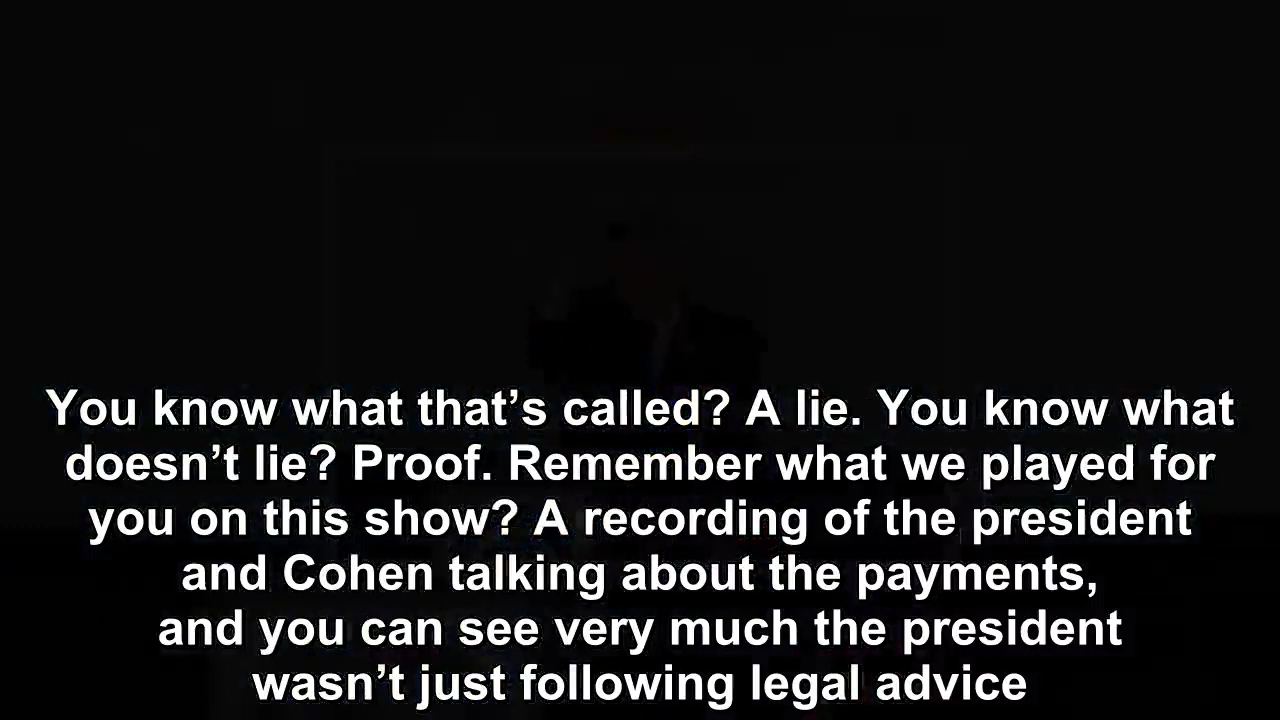 You know what that’s called? A lie. You know what
doesn’t lie? Proof. Remember what we played for
you on this show? A recording of the president
and Cohen talking about the payments,
and you can see very much the president
wasn’t just following legal advice